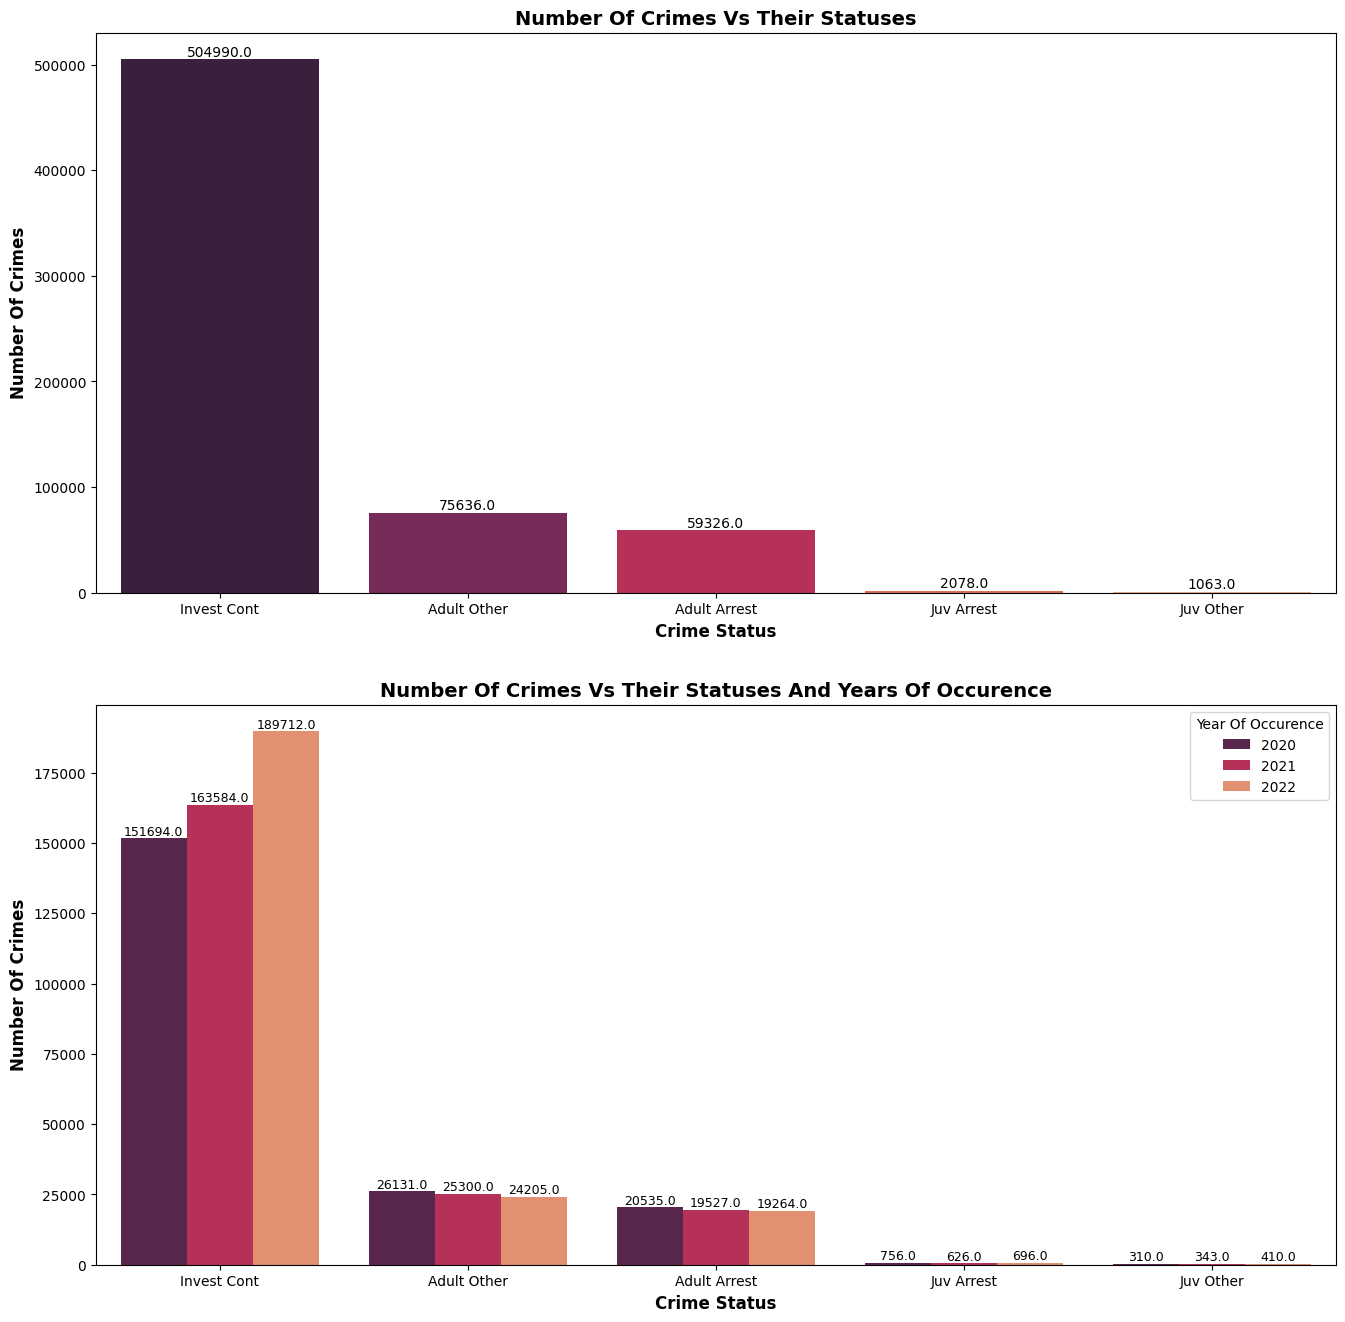 Number Of Crimes Vs Their Statuses
Number Of Crimes
500000
400000
300000
200000
100000
0
504990.0
75636.0
59326.0
2078.0
1063.0
Invest Cont
Adult Other
Adult Arrest
Juv Arrest
Juv Other
Crime Status
Number Of Crimes Vs Their Statuses And Years Of Occurence
Number Of Crimes
175000
150000
125000
100000
75000
50000
25000
0
151694.0
163584.0
189712.0
26131.0
25300.0
24205.0
20535.0
19527.0
19264.0
756.0
626.0
696.0
310.0
343.0
410.0
Year Of Occurence
2020
2021
2022
Invest Cont
Adult Other
Adult Arrest
Juv Arrest
Juv Other
Crime Status